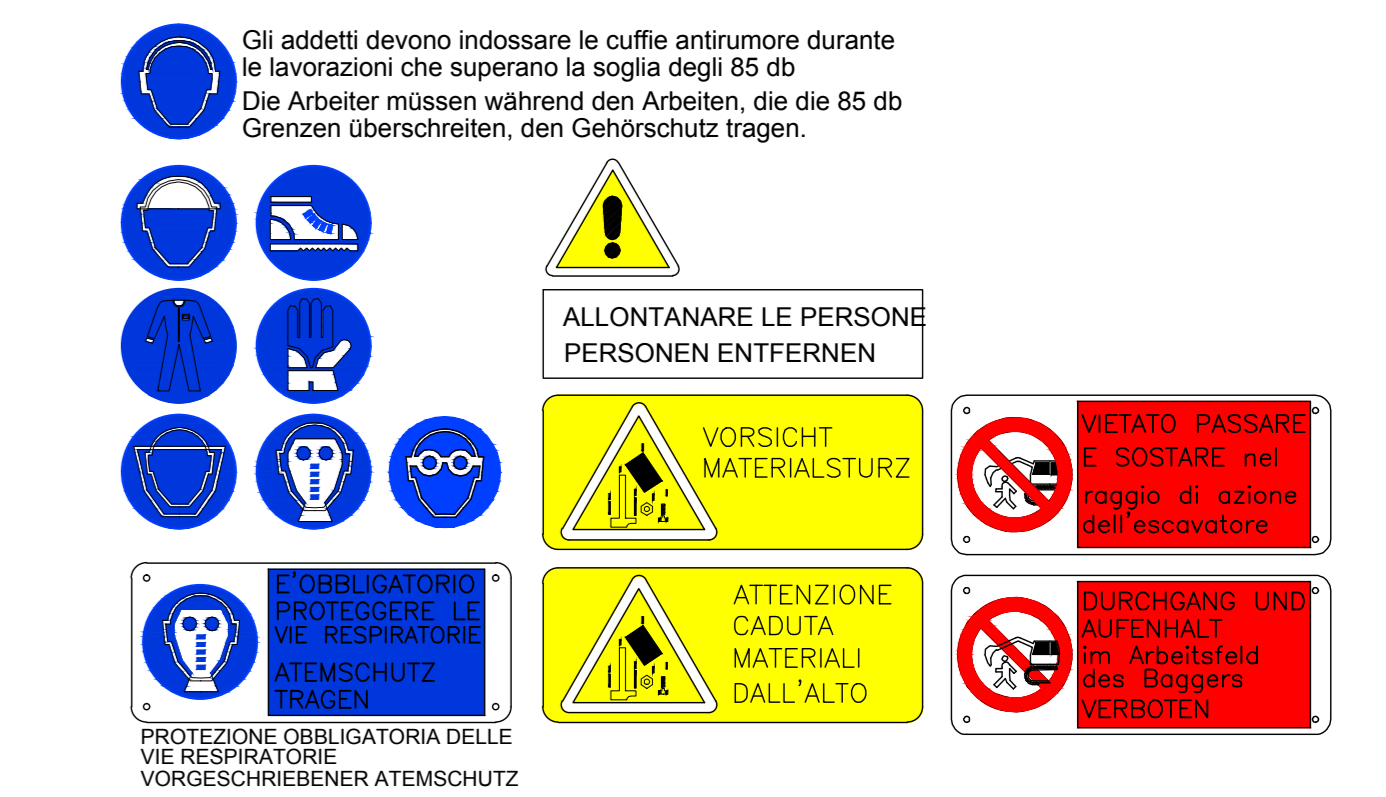 Gli addetti devono indossare le cuffie antirumore durante
le lavorazioni che superano la soglia degli 85 db
Die Arbeiter müssen während den Arbeiten, die die 85 db
Grenzen überschreiten, den Gehörschutz tragen.
ALLONTANARE LE PERSONE
PERSONEN ENTFERNEN
VORSICHT
MATERIALSTURZ
VIETATO PASSARE
E SOSTARE nel
raggio di azione
dell'escavatore
E'OBBLIGATORIO
PROTEGGERE LE
VIE RESPIRATORIE
ATEMSCHUTZ
TRAGEN
ATTENZIONE
CADUTA
MATERIALI
DALL'ALTO
DURCHGANG UND
AUFENHALT
im Arbeitsfeld
des Baggers
VERBOTEN
PROTEZIONE OBBLIGATORIA DELLE
VIE RESPIRATORIE
VORGESCHRIEBENER ATEMSCHUTZ